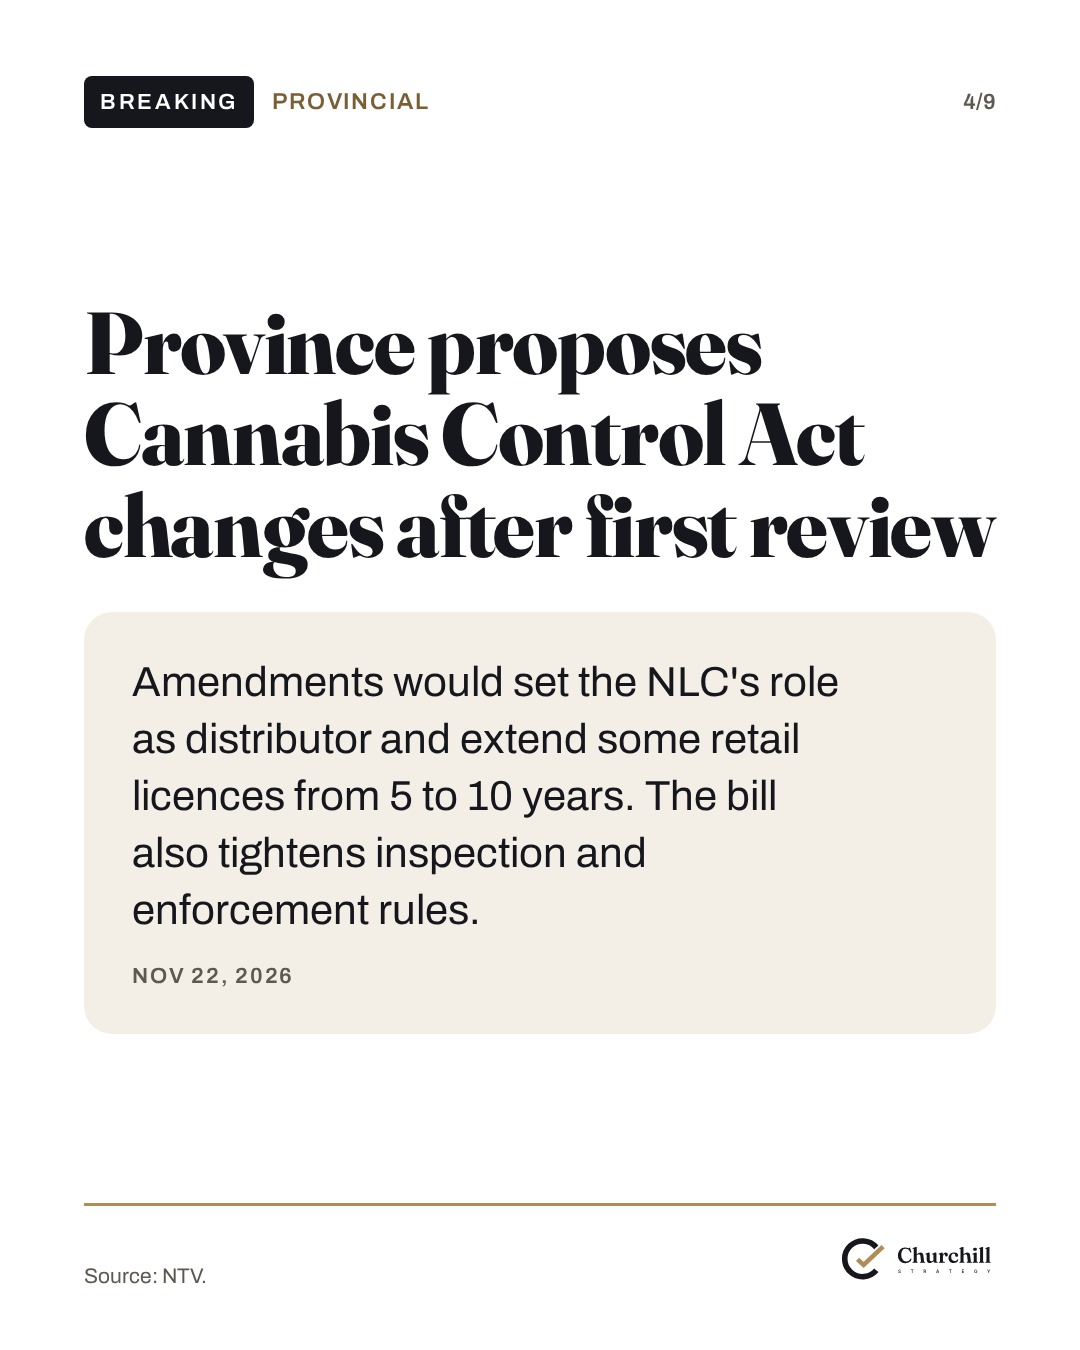 BREAKING PROVINCIAL 4/9
Province proposes
Cannabis Control Act
changes after first review
Amendments would set the NLC's role
as distributor and extend some retail
licences from 5 to 10 years. The bill
also tightens inspection and
enforcement rules.
NOV 22, 2026
Source: NTV.
Churchill
STRATEGY